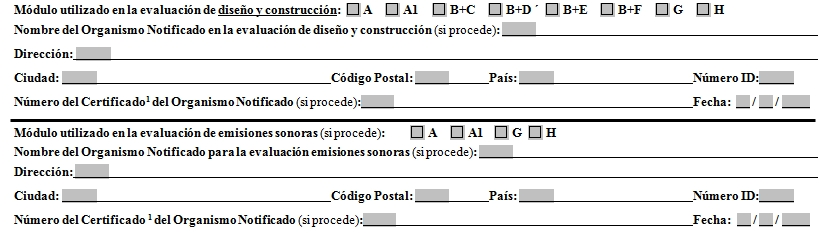 Módulo utilizado en la evaluación de diseño y construcción: A A1 B+C B+D ´ B+E B+F G H
Nombre del Organismo Notificado en la evaluación de diseño y construcción (si procede):
Dirección:
Ciudad: Código Postal: País: Número ID:
Número del Certificado¹ del Organismo Notificado (si procede): Fecha: / /
Módulo utilizado en la evaluación de emisiones sonoras (si procede): A A1 G H
Nombre del Organismo Notificado para la evaluación emisiones sonoras (si procede):
Dirección:
Ciudad: Código Postal: País: Número ID:
Número del Certificado ¹ del Organismo Notificado (si procede): Fecha: / /